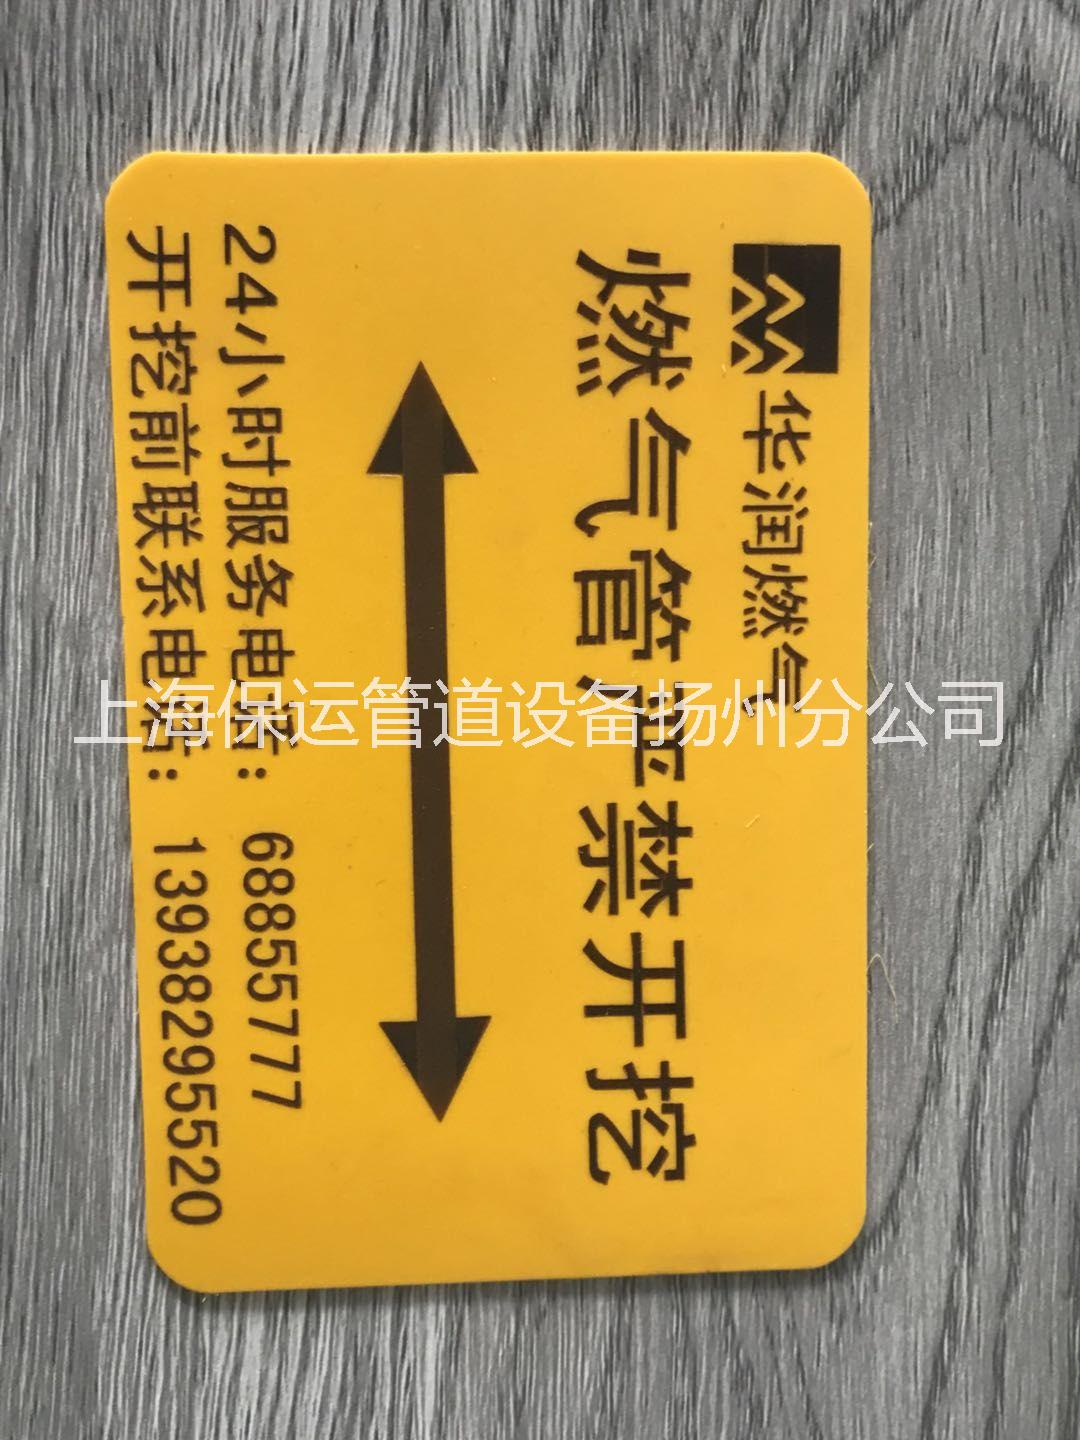 华润燃气
燃气管严禁开挖
24小时服务电话： 68855777
开挖前联系电话： 13938295520
上海保运管道设备扬州分公司